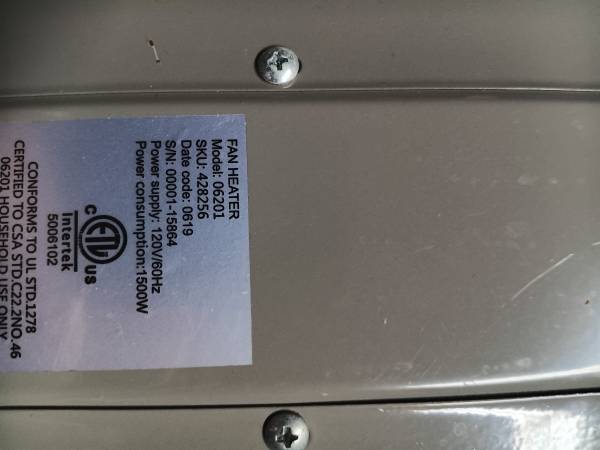 FAN HEATER
Model: 06201
SKU: 428256
Date code: 0619
S/N: 00001-15864
Power supply: 120V/60Hz
Power consumption:1500W
C ETL US
Intertek
5006102
CONFORMS TO UL STD.1278
CERTIFIED TO CSA STD.C22.2NO.46
06201 HOUSEHOLD USE ONLY